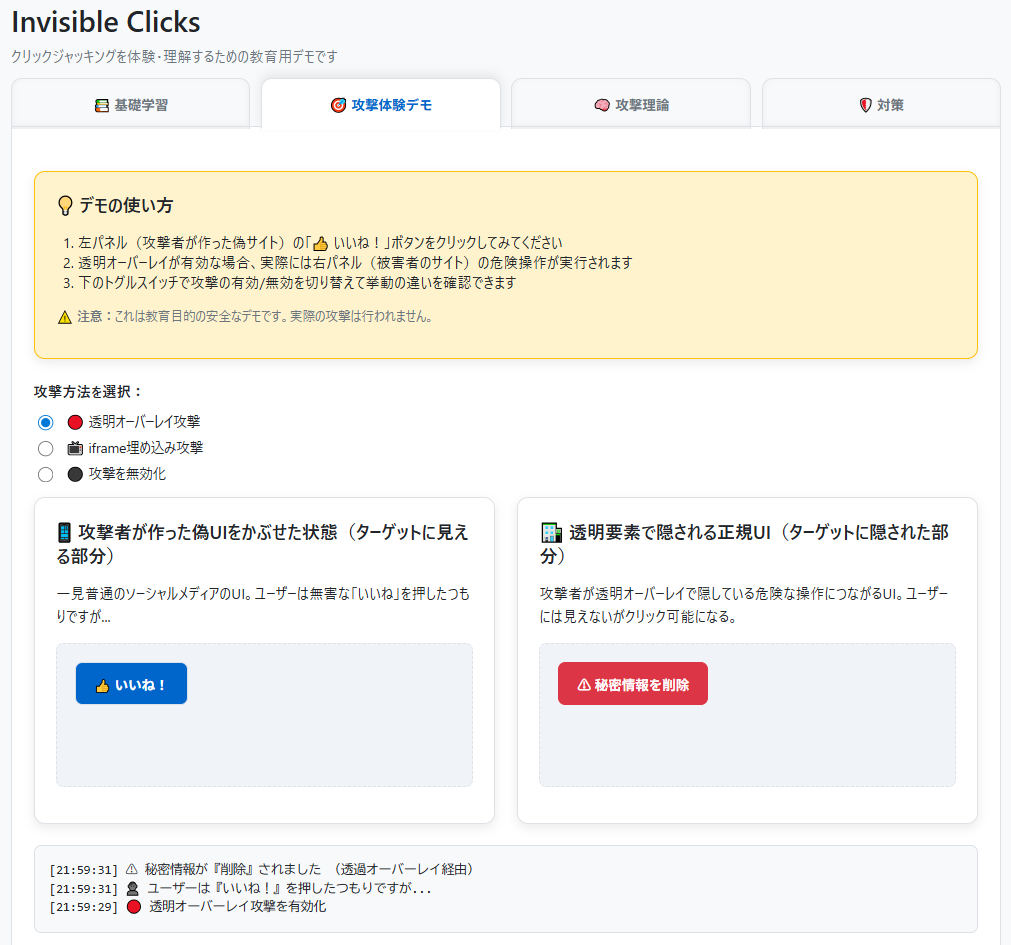 Invisible Clicks
クリックジャッキングを体験・理解するための教育用デモです
📚 基礎学習
🎯 攻撃体験デモ
🧠 攻撃理論
🛡️ 対策
💡 デモの使い方
1. 左パネル（攻撃者が作った偽サイト）の「👍 いいね！」ボタンをクリックしてみてください
2. 透明オーバーレイが有効な場合、実際には右パネル（被害者のサイト）の危険操作が実行されます
3. 下のトグルスイッチで攻撃の有効/無効を切り替えて挙動の違いを確認できます
⚠️ 注意：これは教育目的の安全なデモです。実際の攻撃は行われません。
攻撃方法を選択：
🔴 透明オーバーレイ攻撃
📺 iframe埋め込み攻撃
⚫ 攻撃を無効化
📱 攻撃者が作った偽UIをかぶせた状態（ターゲットに見え
る部分）
一見普通のソーシャルメディアのUI。ユーザーは無害な「いいね」を押したつも
りですが...
👍 いいね！
🏢 透明要素で隠される正規UI（ターゲットに隠された部
分）
攻撃者が透明オーバーレイで隠している危険な操作につながるUI。ユーザー
には見えないがクリック可能になる。
⚠ 秘密情報を削除
[21:59:31] ⚠ 秘密情報が『削除』されました （透過オーバーレイ経由）
[21:59:31] 👤 ユーザーは『いいね！』を押したつもりですが...
[21:59:29] 🔴 透明オーバーレイ攻撃を有効化